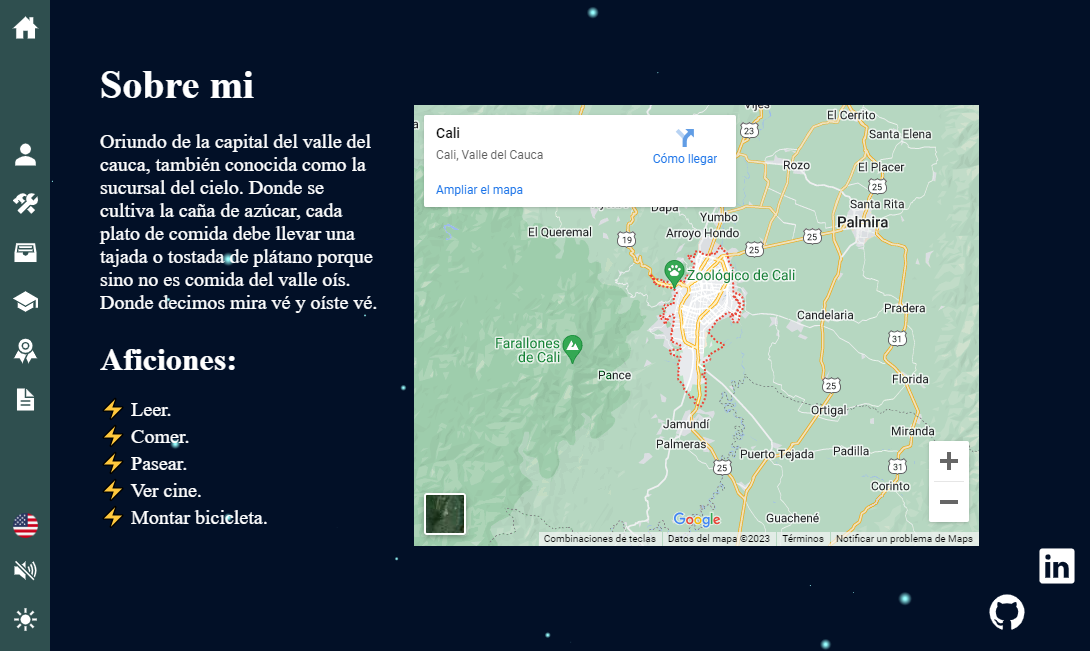 Sobre mi
Oriundo de la capital del valle del
cauca, también conocida como la
sucursal del cielo. Donde se
cultiva la caña de azúcar, cada
plato de comida debe llevar una
tajada o tostada de plátano porque
sino no es comida del valle oís.
Donde decimos mira vé y oíste vé.
Aficiones:
⚡ Leer.
⚡ Comer.
⚡ Pasear.
⚡ Ver cine.
⚡ Montar bicicleta.
Cali
Cali, Valle del Cauca
Cómo llegar
Ampliar el mapa
Vijes
23
El Cerrito
Santa Elena
Rozo
El Placer
25
Santa Rita
Dapa
Yumbo
Palmira
El Queremal
19
Arroyo Hondo
25
25
Zoológico de Cali
Candelaria
Pradera
31
Farallones
de Cali
Pance
25
Florida
Ortigal
Jamundí
Miranda
Palmeras
Puerto Tejada
Padilla
25
31
Corinto
Google
Guachené
Combinaciones de teclas
Datos del mapa ©2023
Términos
Notificar un problema de Maps
in